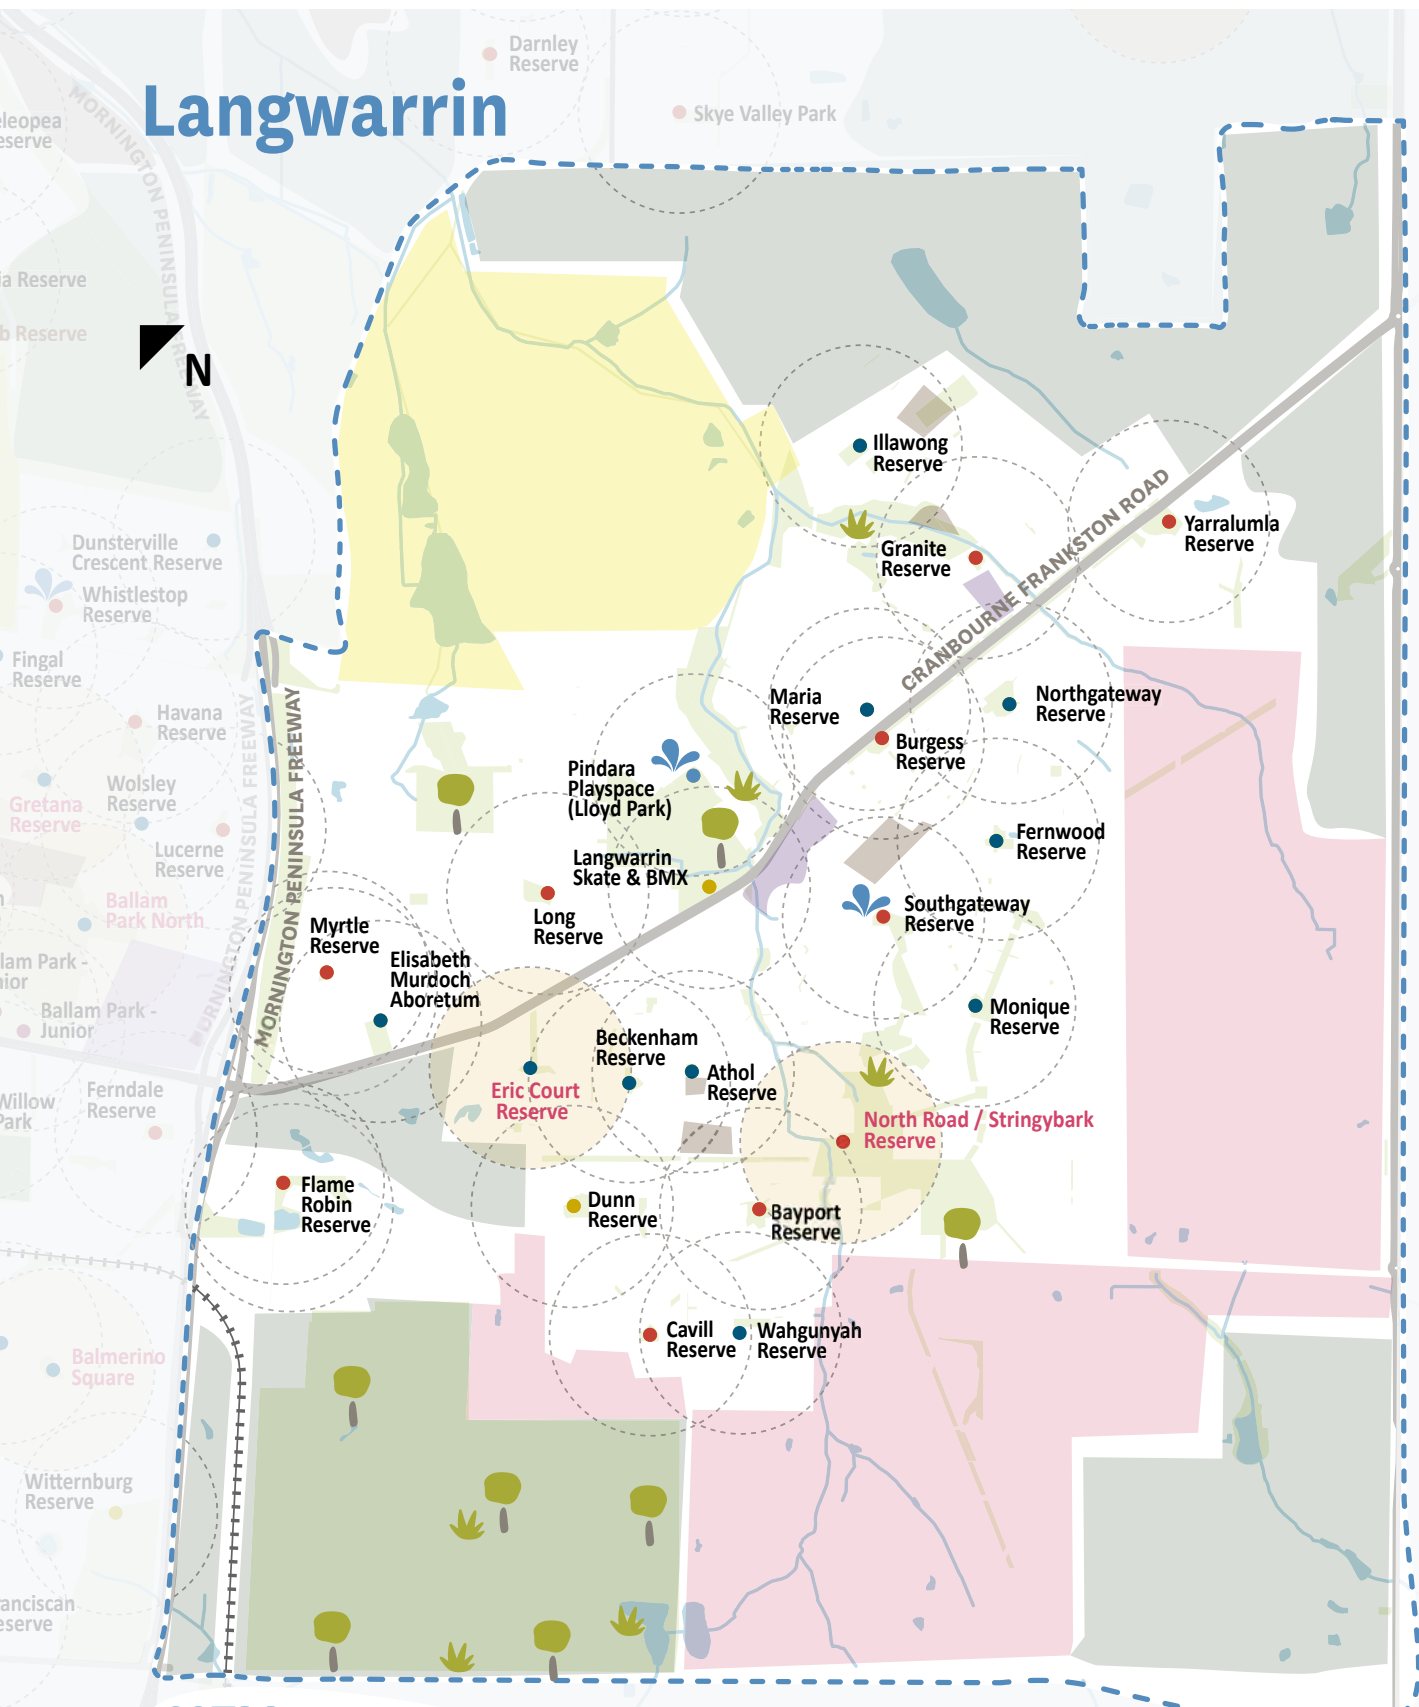 Darnley
Reserve
Langwarrin
Skye Valley Park
MORNINGTON PENINSULA FREEWAY
eleopea
eserve
ia Reserve
b Reserve
N
Illawong
Reserve
CRANBOURNE FRANKSTON ROAD
Yarralumla
Reserve
Granite
Reserve
Dunsterville
Crescent Reserve
Whistlestop
Reserve
Fingal
Reserve
Havana
Reserve
MORNINGTON PENINSULA FREEWAY
Maria
Reserve
Northgateway
Reserve
Burgess
Reserve
Pindara
Playspace
(Lloyd Park)
Wolsley
Reserve
Gretana
Reserve
Lucerne
Reserve
Fernwood
Reserve
Langwarrin
Skate & BMX
Long
Reserve
Southgateway
Reserve
Ballam
Park North
Myrtle
Reserve
Elisabeth
Murdoch
Aboretum
lam Park -
nior
Ballam Park -
Junior
Monique
Reserve
Beckenham
Reserve
Athol
Reserve
Eric Court
Reserve
Ferndale
Reserve
Willow
Park
North Road / Stringybark
Reserve
Flame
Robin
Reserve
Dunn
Reserve
Bayport
Reserve
Cavill
Reserve
Wahgunyah
Reserve
Balmerino
Square
Witternburg
Reserve
anciscan
eserve